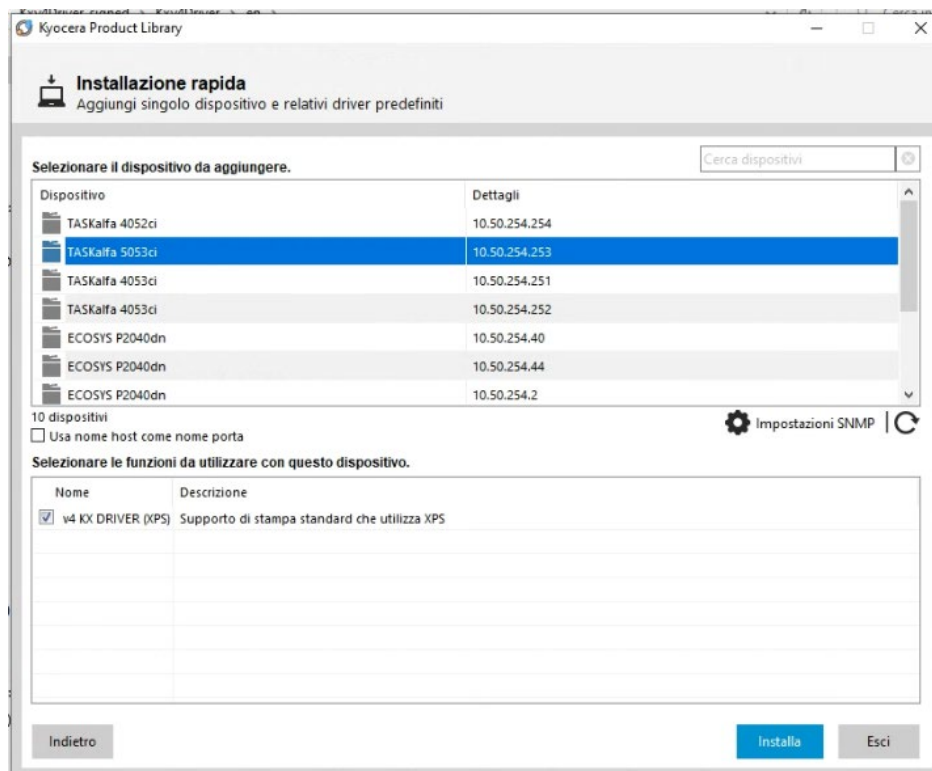 Kyocera Product Library
Installazione rapida
Aggiungi singolo dispositivo e relativi driver predefiniti
Selezionare il dispositivo da aggiungere.
Cerca dispositivi
Dispositivo Dettagli
TASKalfa 4052ci 10.50.254.254
TASKalfa 5053ci 10.50.254.253
TASKalfa 4053ci 10.50.254.251
TASKalfa 4053ci 10.50.254.252
ECOSYS P2040dn 10.50.254.40
ECOSYS P2040dn 10.50.254.44
ECOSYS P2040dn 10.50.254.2
10 dispositivi
Impostazioni SNMP
Usa nome host come nome porta
Selezionare le funzioni da utilizzare con questo dispositivo.
Nome Descrizione
v4 KX DRIVER (XPS) Supporto di stampa standard che utilizza XPS
Indietro Installa Esci